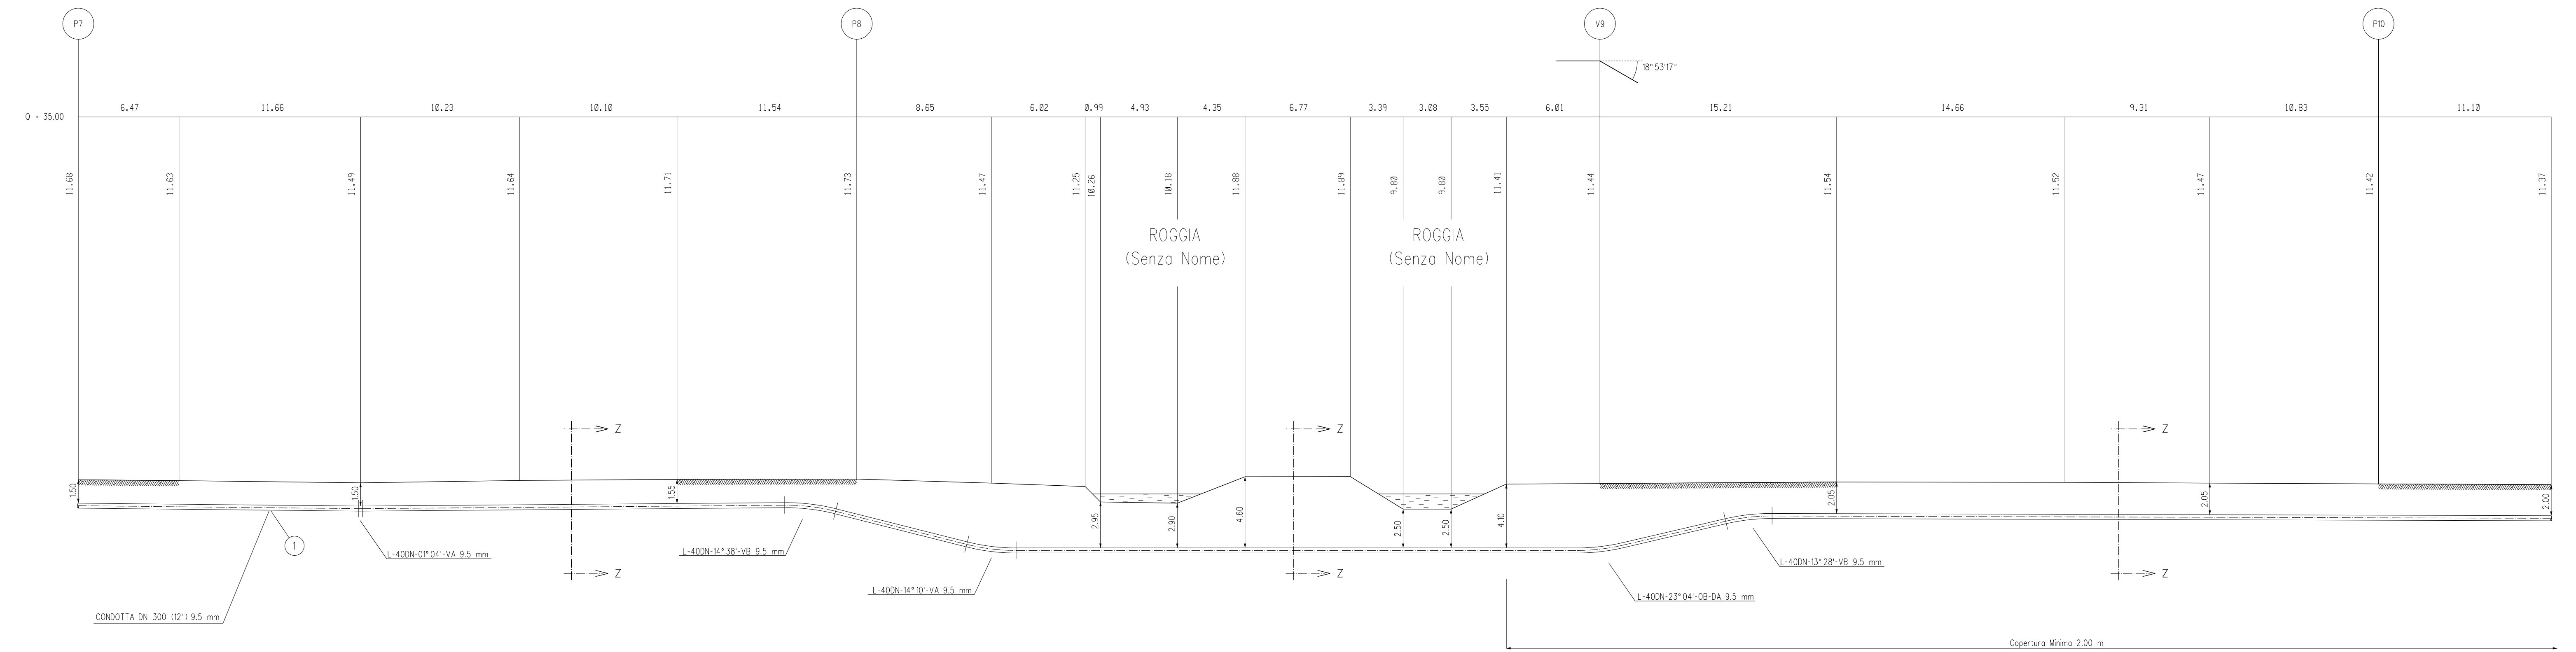 P7
P8
V9
P10
18°53'17"
6.47
11.66
10.23
10.10
11.54
8.65
6.02
0.99
4.93
4.35
6.77
3.39
3.08
3.55
6.01
15.21
14.66
9.31
10.83
11.10
Q = 35.00
11.68
11.63
11.49
11.64
11.71
11.73
11.47
11.25
10.26
10.18
11.88
11.89
9.80
9.80
11.41
11.44
11.54
11.52
11.47
11.42
11.37
ROGGIA
(Senza Nome)
ROGGIA
(Senza Nome)
Z
Z
Z
1.50
1.50
1.55
2.95
2.90
4.60
2.50
2.50
4.10
2.05
2.05
2.00
1
L-40DN-01°04'-VA 9.5 mm
L-40DN-14°38'-VB 9.5 mm
L-40DN-14°10'-VA 9.5 mm
L-40DN-13°28'-VB 9.5 mm
L-40DN-23°04'-OB-DA 9.5 mm
Z
Z
Z
CONDOTTA DN 300 (12") 9.5 mm
Copertura Minima 2.00 m